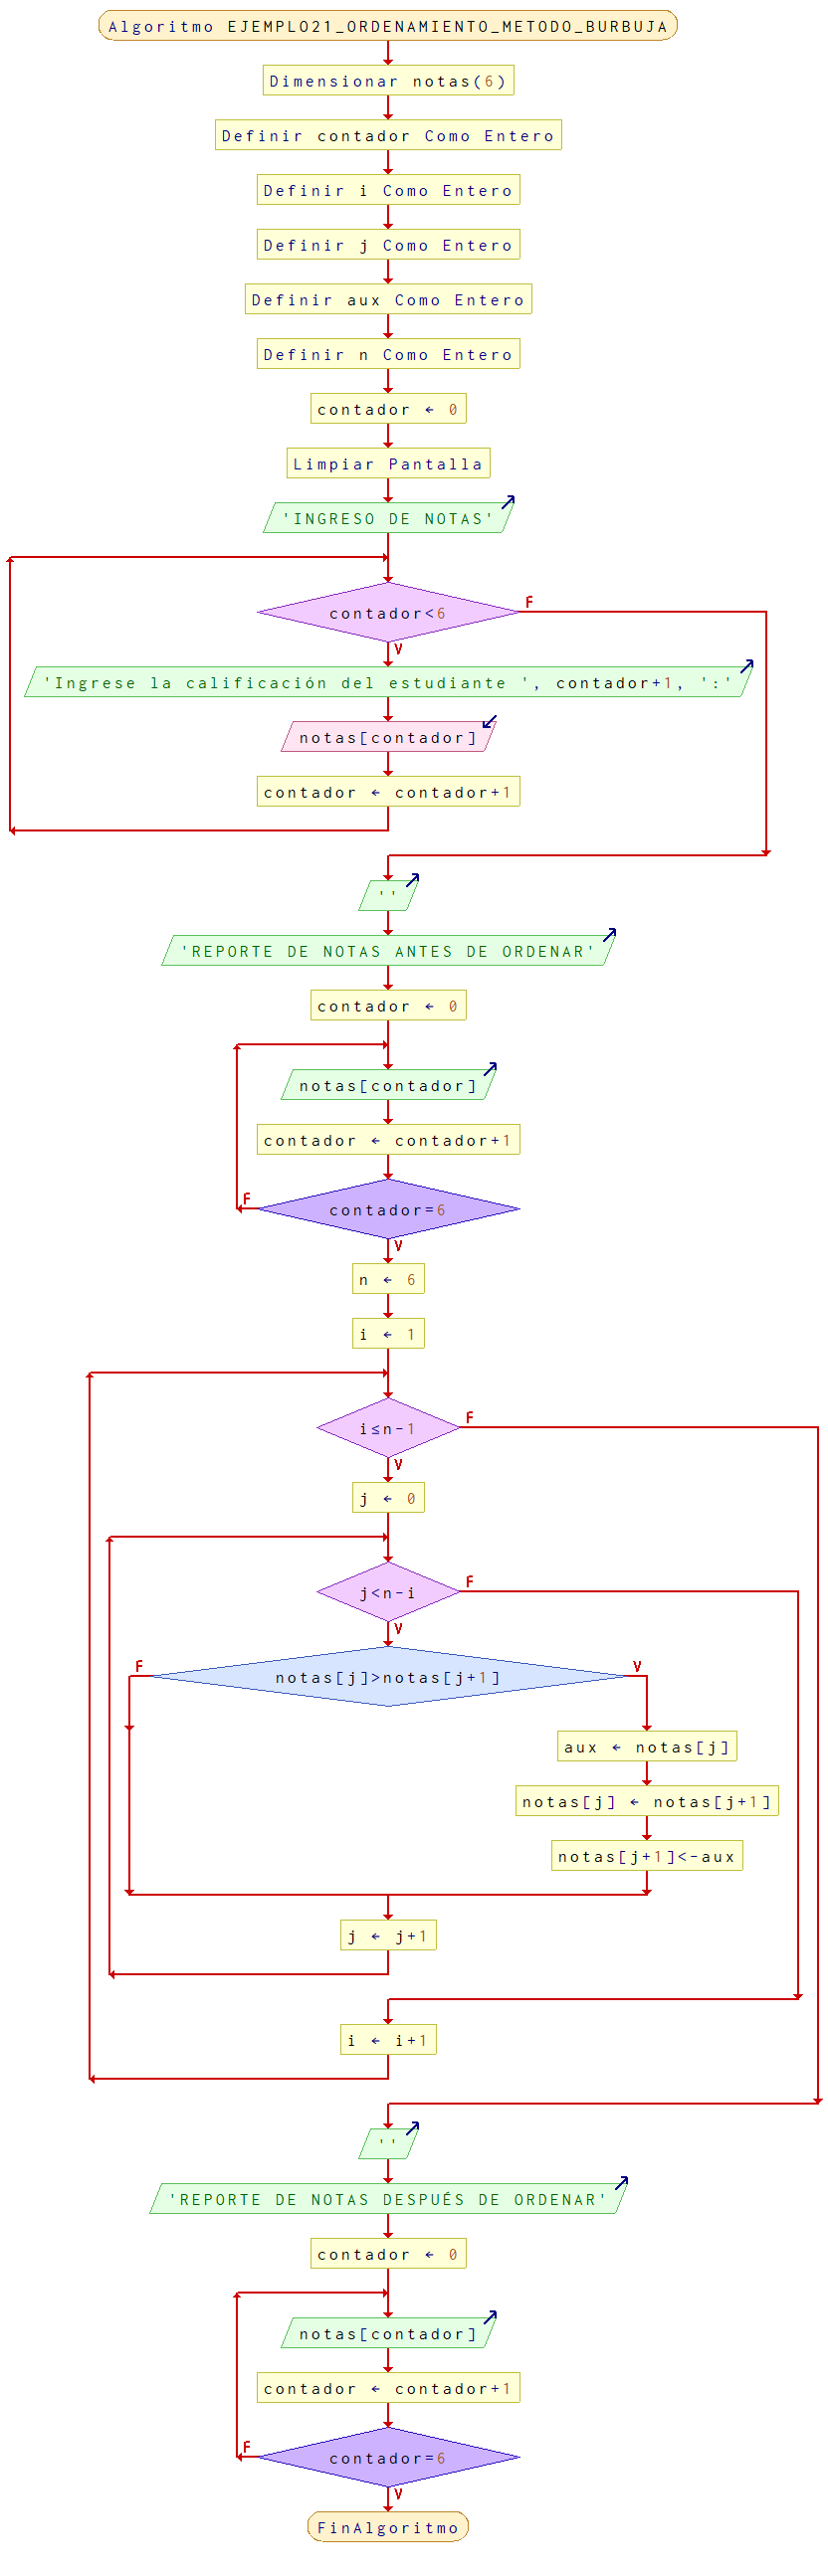 Algoritmo EJEMPLO21_ORDENAMIENTO_METODO_BURBUJA
Dimensionar notas(6)
Definir contador Como Entero
Definir i Como Entero
Definir j Como Entero
Definir aux Como Entero
Definir n Como Entero
contador ← 0
Limpiar Pantalla
'INGRESO DE NOTAS'
contador<6
F
V
'Ingrese la calificación del estudiante ', contador+1, ':'
notas[contador]
contador ← contador+1
''
'REPORTE DE NOTAS ANTES DE ORDENAR'
contador ← 0
notas[contador]
contador ← contador+1
F
contador=6
V
n ← 6
i ← 1
i≤n-1
F
V
j ← 0
j<n-i
F
V
F
notas[j]>notas[j+1]
V
aux ← notas[j]
notas[j] ← notas[j+1]
notas[j+1]<-aux
j ← j+1
i ← i+1
''
'REPORTE DE NOTAS DESPUÉS DE ORDENAR'
contador ← 0
notas[contador]
contador ← contador+1
F
contador=6
V
FinAlgoritmo